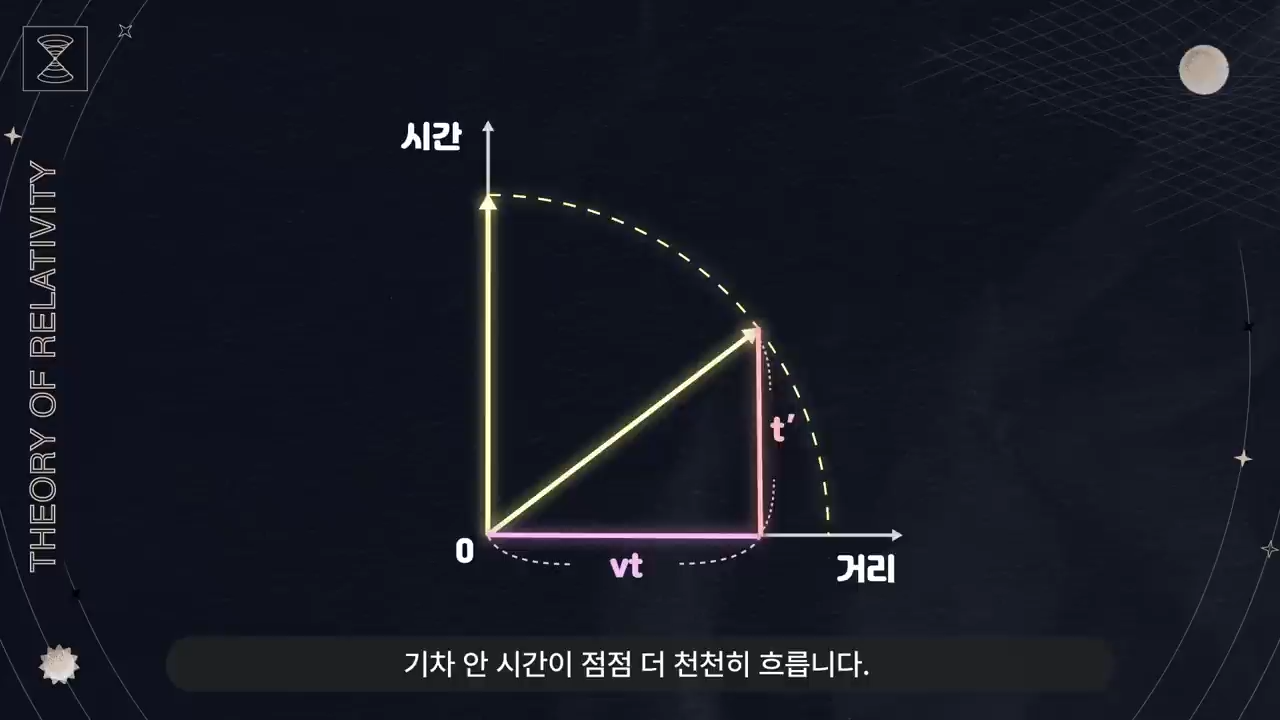 THEORY OF RELATIVITY
시간
t′
0
vt
거리
기차 안 시간이 점점 더 천천히 흐릅니다.